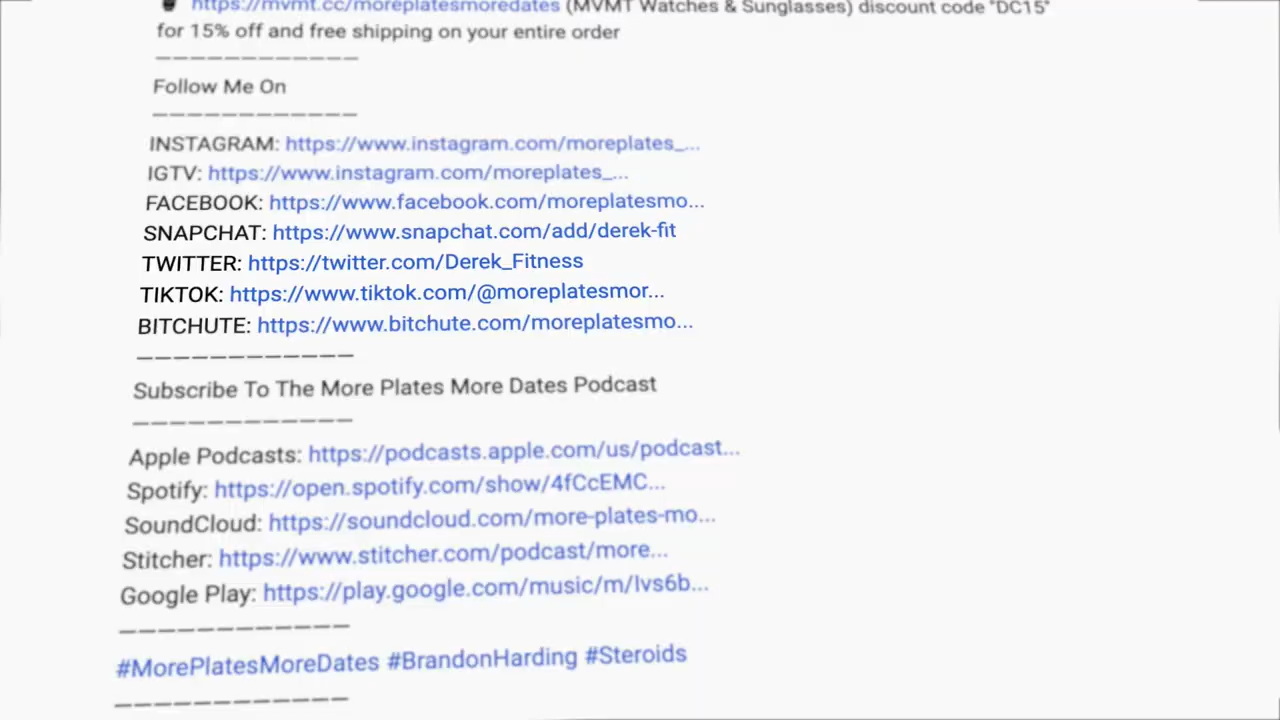 https://mvmt.cc/moreplatesmoredates (MVMT Watches & Sunglasses) discount code "DC15"
for 15% off and free shipping on your entire order
————————————
Follow Me On
————————————
INSTAGRAM: https://www.instagram.com/moreplates_...
IGTV: https://www.instagram.com/moreplates_...
FACEBOOK: https://www.facebook.com/moreplatesmo...
SNAPCHAT: https://www.snapchat.com/add/derek-fit
TWITTER: https://twitter.com/Derek_Fitness
TIKTOK: https://www.tiktok.com/@moreplatesmor...
BITCHUTE: https://www.bitchute.com/moreplatesmo...
————————————
Subscribe To The More Plates More Dates Podcast
————————————
Apple Podcasts: https://podcasts.apple.com/us/podcast...
Spotify: https://open.spotify.com/show/4fCcEMC...
SoundCloud: https://soundcloud.com/more-plates-mo...
Stitcher: https://www.stitcher.com/podcast/more...
Google Play: https://play.google.com/music/m/Ivs6b...
————————————
#MorePlatesMoreDates #BrandonHarding #Steroids
————————————